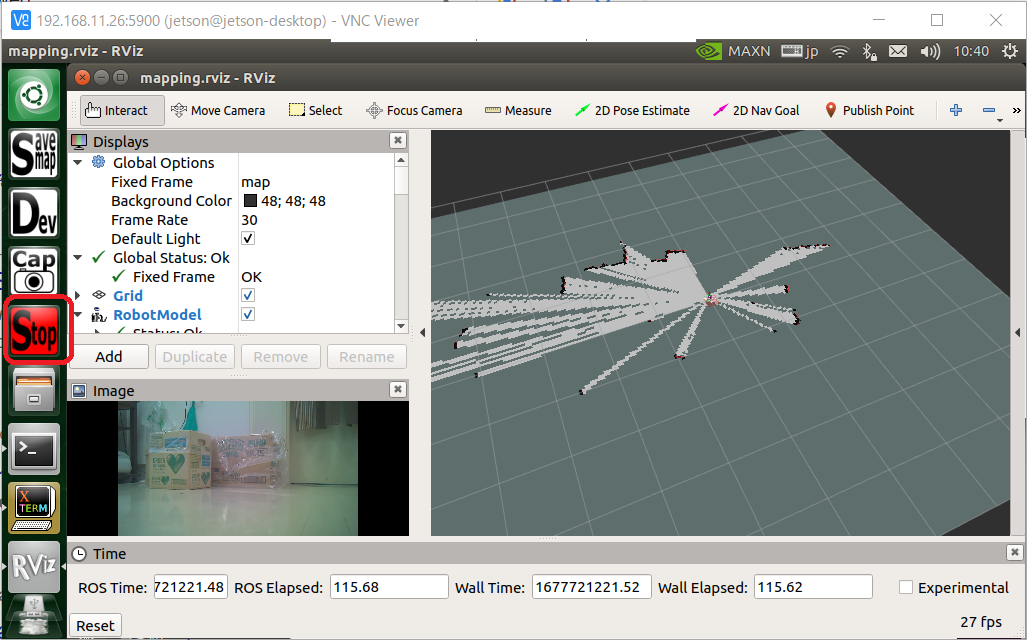 192.168.11.26:5900 (jetson@jetson-desktop) - VNC Viewer
mapping.rviz - RViz
MAXN
jp
10:40
mapping.rviz - RViz
Interact
Move Camera
Select
Focus Camera
Measure
2D Pose Estimate
2D Nav Goal
Publish Point
Save map
Dev
Cap
Stop
XTERM
RViz
Displays
Global Options
Fixed Frame map
Background Color 48; 48; 48
Frame Rate 30
Default Light
Global Status: Ok
Fixed Frame OK
Grid
RobotModel
Status: Ok
Add
Duplicate
Remove
Rename
Image
Time
ROS Time: 721221.48 ROS Elapsed: 115.68 Wall Time: 1677721221.52 Wall Elapsed: 115.62 Experimental
Reset
27 fps